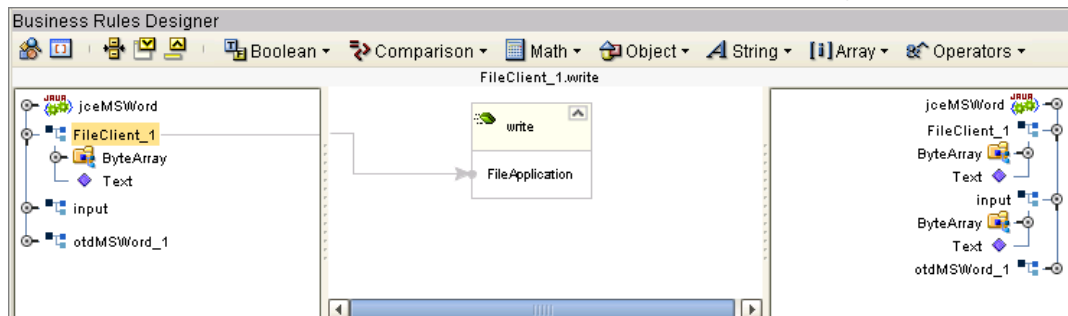 Business Rules Designer
Boolean Comparison Math Object String [i] Array Operators
FileClient_1.write
JAVA jceMSWord
FileClient_1
ByteArray
Text
input
otdMSWord_1
write
FileApplication
jceMSWord JAVA
FileClient_1
ByteArray
Text
input
ByteArray
Text
otdMSWord_1